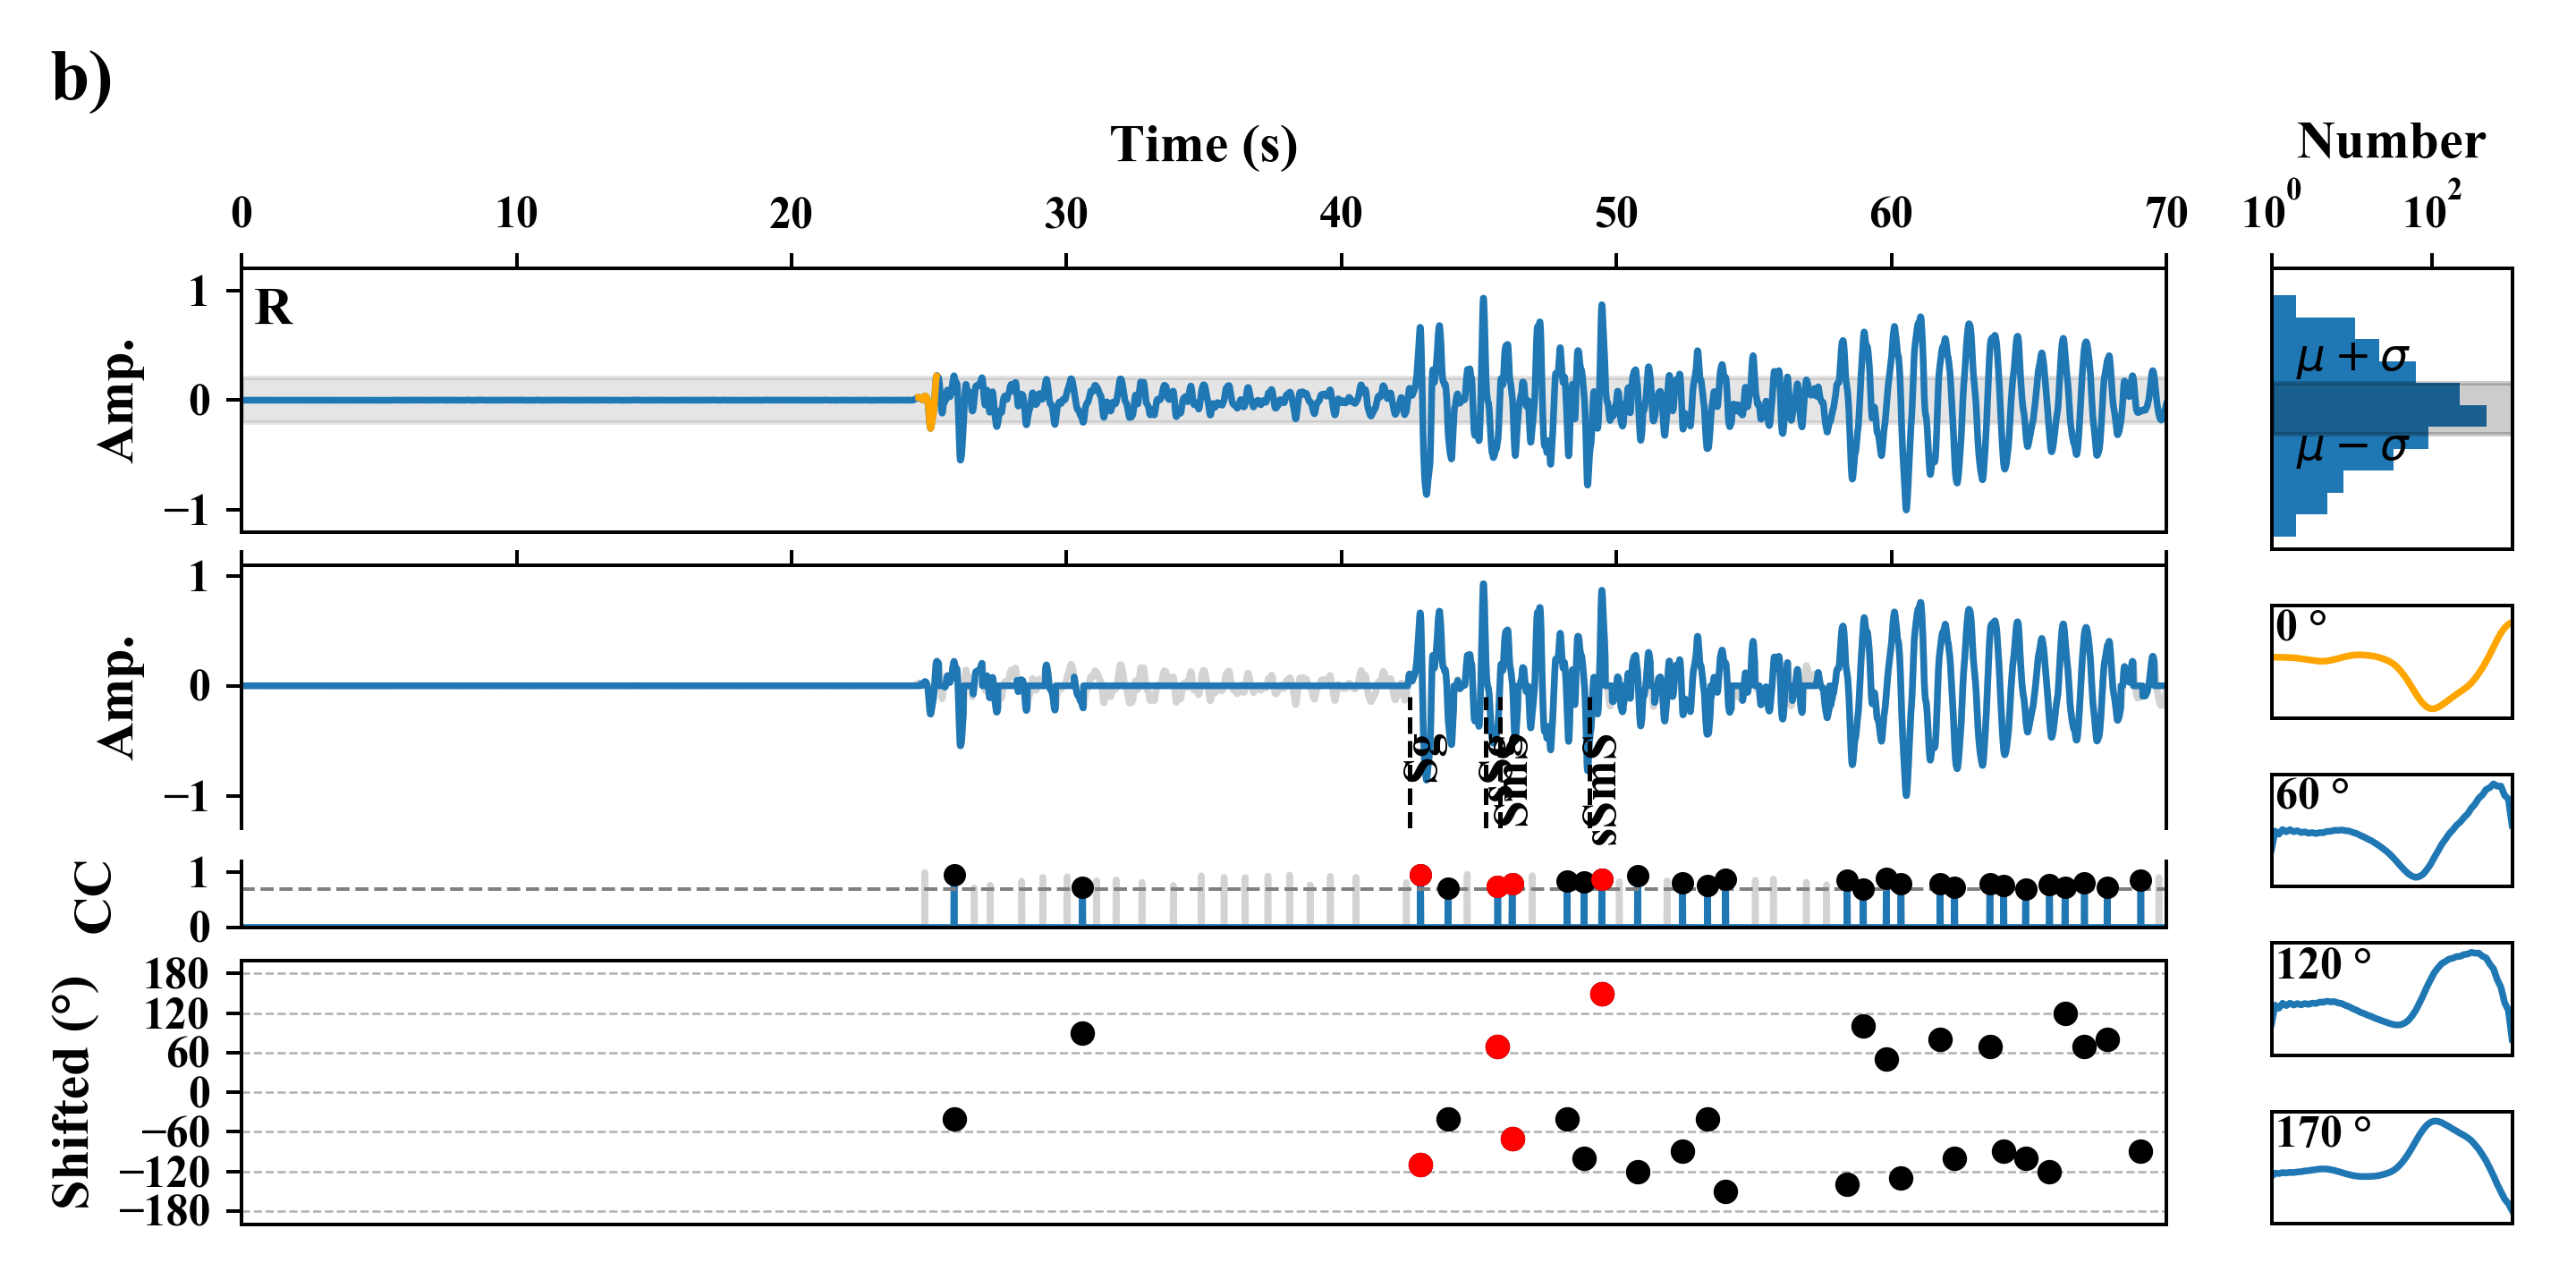 b)
Time (s)
Number
0 10 20 30 40 50 60 70
10^0 10^2
R
Amp.
1
0
−1
μ + σ
μ − σ
Amp.
1
0
−1
Sg
sSg
SmS
sSmS
0 °
60 °
CC
1
0
120 °
Shifted (°)
180
120
60
0
−60
−120
−180
170 °